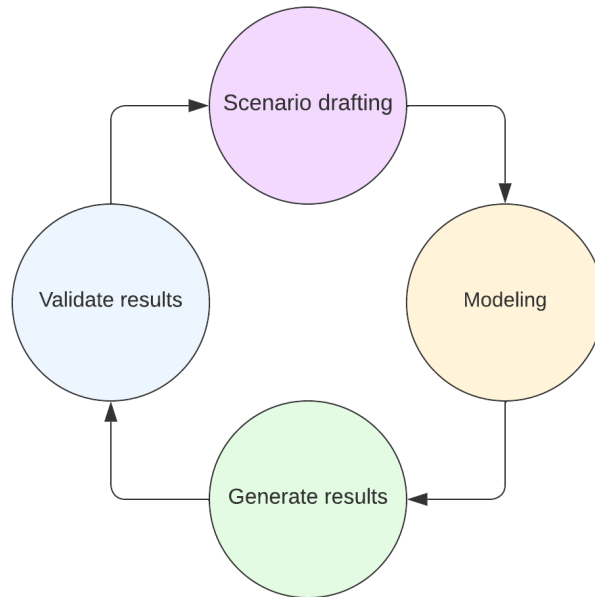 Scenario drafting
Validate results
Modeling
Generate results